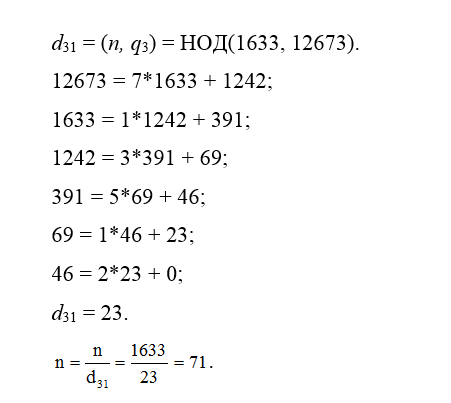 d31 = (n, q3) = НОД(1633, 12673).
12673 = 7*1633 + 1242;
1633 = 1*1242 + 391;
1242 = 3*391 + 69;
391 = 5*69 + 46;
69 = 1*46 + 23;
46 = 2*23 + 0;
d31 = 23.
n = n/d31 = 1633/23 = 71.